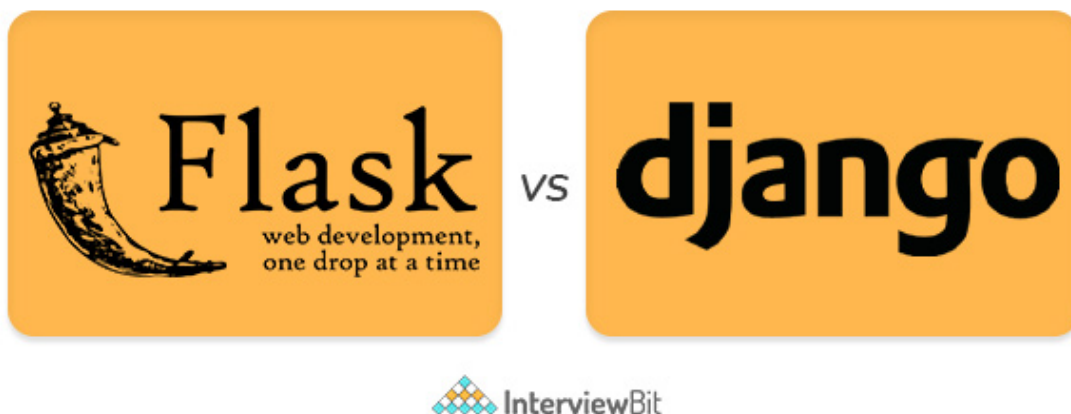 Flask
web development,
one drop at a time
vs
django
InterviewBit